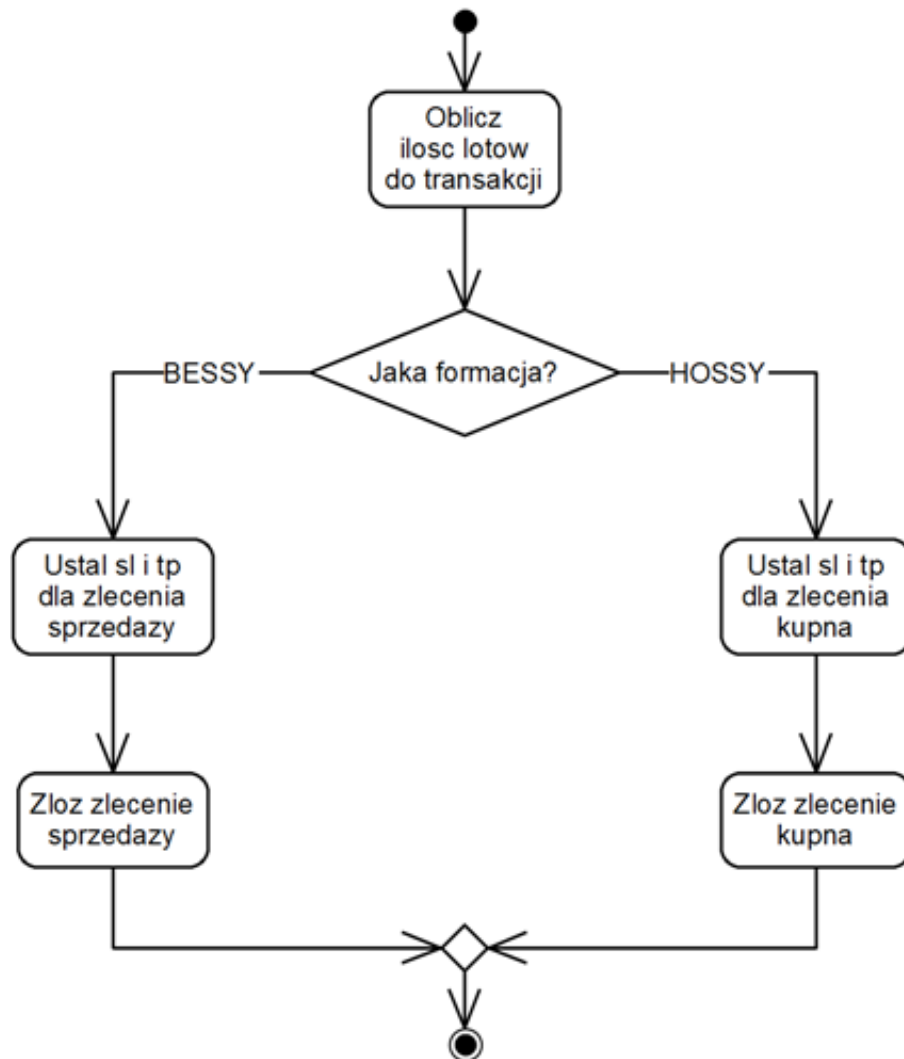 Oblicz
ilosc lotow
do transakcji
Jaka formacja?
BESSY
HOSSY
Ustal sl i tp
dla zlecenia
sprzedazy
Ustal sl i tp
dla zlecenia
kupna
Zloz zlecenie
sprzedazy
Zloz zlecenie
kupna